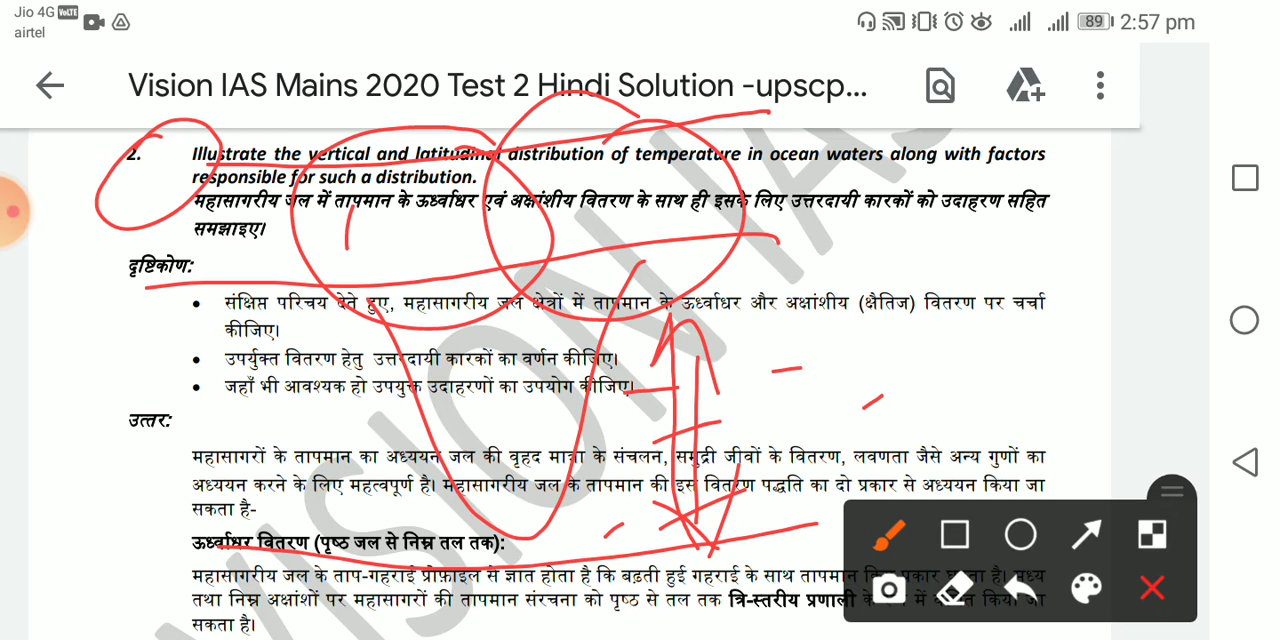 Jio 4G VoLTE
airtel
89 2:57 pm
Vision IAS Mains 2020 Test 2 Hindi Solution -upscp...
2. Illustrate the vertical and latitudinal distribution of temperature in ocean waters along with factors
responsible for such a distribution.
महासागरीय जल में तापमान के ऊर्ध्वाधर एवं अक्षांशीय वितरण के साथ ही इसके लिए उत्तरदायी कारकों को उदाहरण सहित
समझाइए।
दृष्टिकोण:
• संक्षिप्त परिचय देते हुए, महासागरीय जल क्षेत्रों में तापमान के ऊर्ध्वाधर और अक्षांशीय (क्षैतिज) वितरण पर चर्चा
कीजिए।
• उपर्युक्त वितरण हेतु उत्तरदायी कारकों का वर्णन कीजिए।
• जहाँ भी आवश्यक हो उपयुक्त उदाहरणों का उपयोग कीजिए।
उत्तर:
महासागरों के तापमान का अध्ययन जल की वृहद मात्रा के संचलन, समुद्री जीवों के वितरण, लवणता जैसे अन्य गुणों का
अध्ययन करने के लिए महत्वपूर्ण है। महासागरीय जल के तापमान की इस वितरण पद्धति का दो प्रकार से अध्ययन किया जा
सकता है-
ऊर्ध्वाधर वितरण (पृष्ठ जल से निम्न तल तक):
महासागरीय जल के ताप-गहराई प्रोफ़ाइल से ज्ञात होता है कि बढ़ती हुई गहराई के साथ तापमान
तथा निम्न अक्षांशों पर महासागरों की तापमान संरचना को पृष्ठ से तल तक त्रि-स्तरीय प्रणाली
सकता है।
VISION IAS